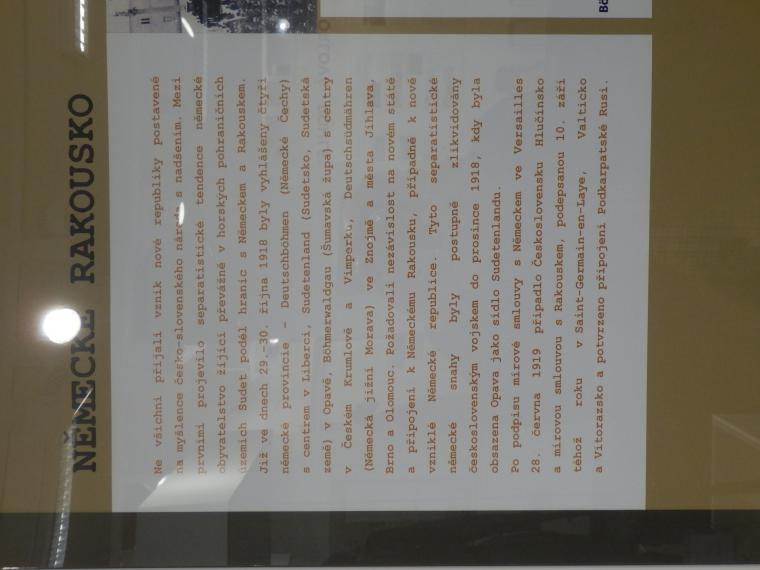 NĚMECKÉ RAKOUSKO
Ne všichni přijali vznik nové republiky postavené
na myšlence česko-slovenského národa s nadšením. Mezi
prvními projevilo separatistické tendence německé
obyvatelstvo žijící převážně v horských pohraničních
územích Sudet podél hranic s Německem a Rakouskem.
Již ve dnech 29.-30. října 1918 byly vyhlášeny čtyři
německé provincie – Deutschböhmen (Německé Čechy)
s centrem v Liberci, Sudetenland (Sudetsko, Sudetská
země) v Opavě, Böhmerwaldgau (Šumavská župa) s centry
v Českém Krumlově a Vimperku, Deutschsüdmähren
(Německá jižní Morava) ve Znojmě a města Jihlava,
Brno a Olomouc. Požadovali nezávislost na novém státě
a připojení k Německému Rakousku, případně k nově
vzniklé Německé republice. Tyto separatistické
německé snahy byly postupně zlikvidovány
československým vojskem do prosince 1918, kdy byla
obsazena Opava jako sídlo Sudetenlandu.
Po podpisu mírové smlouvy s Německem ve Versailles
28. června 1919 připadlo Československu Hlučínsko
a mírovou smlouvou s Rakouskem, podepsanou 10. září
téhož roku v Saint-Germain-en-Laye, Valticko
a Vitorazsko a potvrzeno připojení Podkarpatské Rusi.
Bö